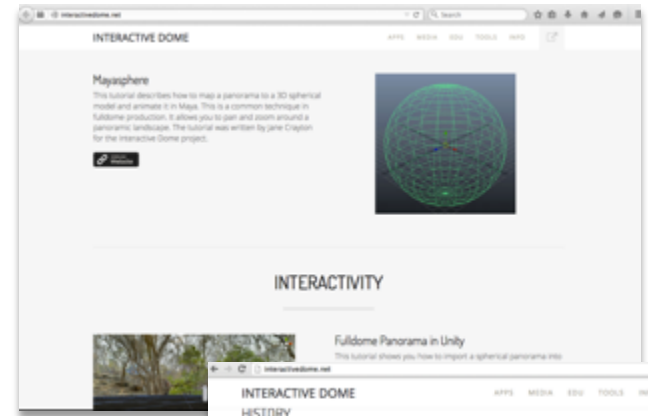 interactivedome.net
Search
INTERACTIVE DOME
APPS MEDIA EDU TOOLS INFO
Mayasphere
This tutorial describes how to map a panorama to a 3D spherical
model and animate it in Maya. This is a common technique in
fulldome production. It allows you to pan and zoom around a
panoramic landscape. The tutorial was written by Jane Crayton
for the Interactive Dome project.
Website
INTERACTIVITY
Fulldome Panorama in Unity
This tutorial shows you how to import a spherical panorama into
interactivedome.net
INTERACTIVE DOME
APPS MEDIA EDU TOOLS
HISTORY